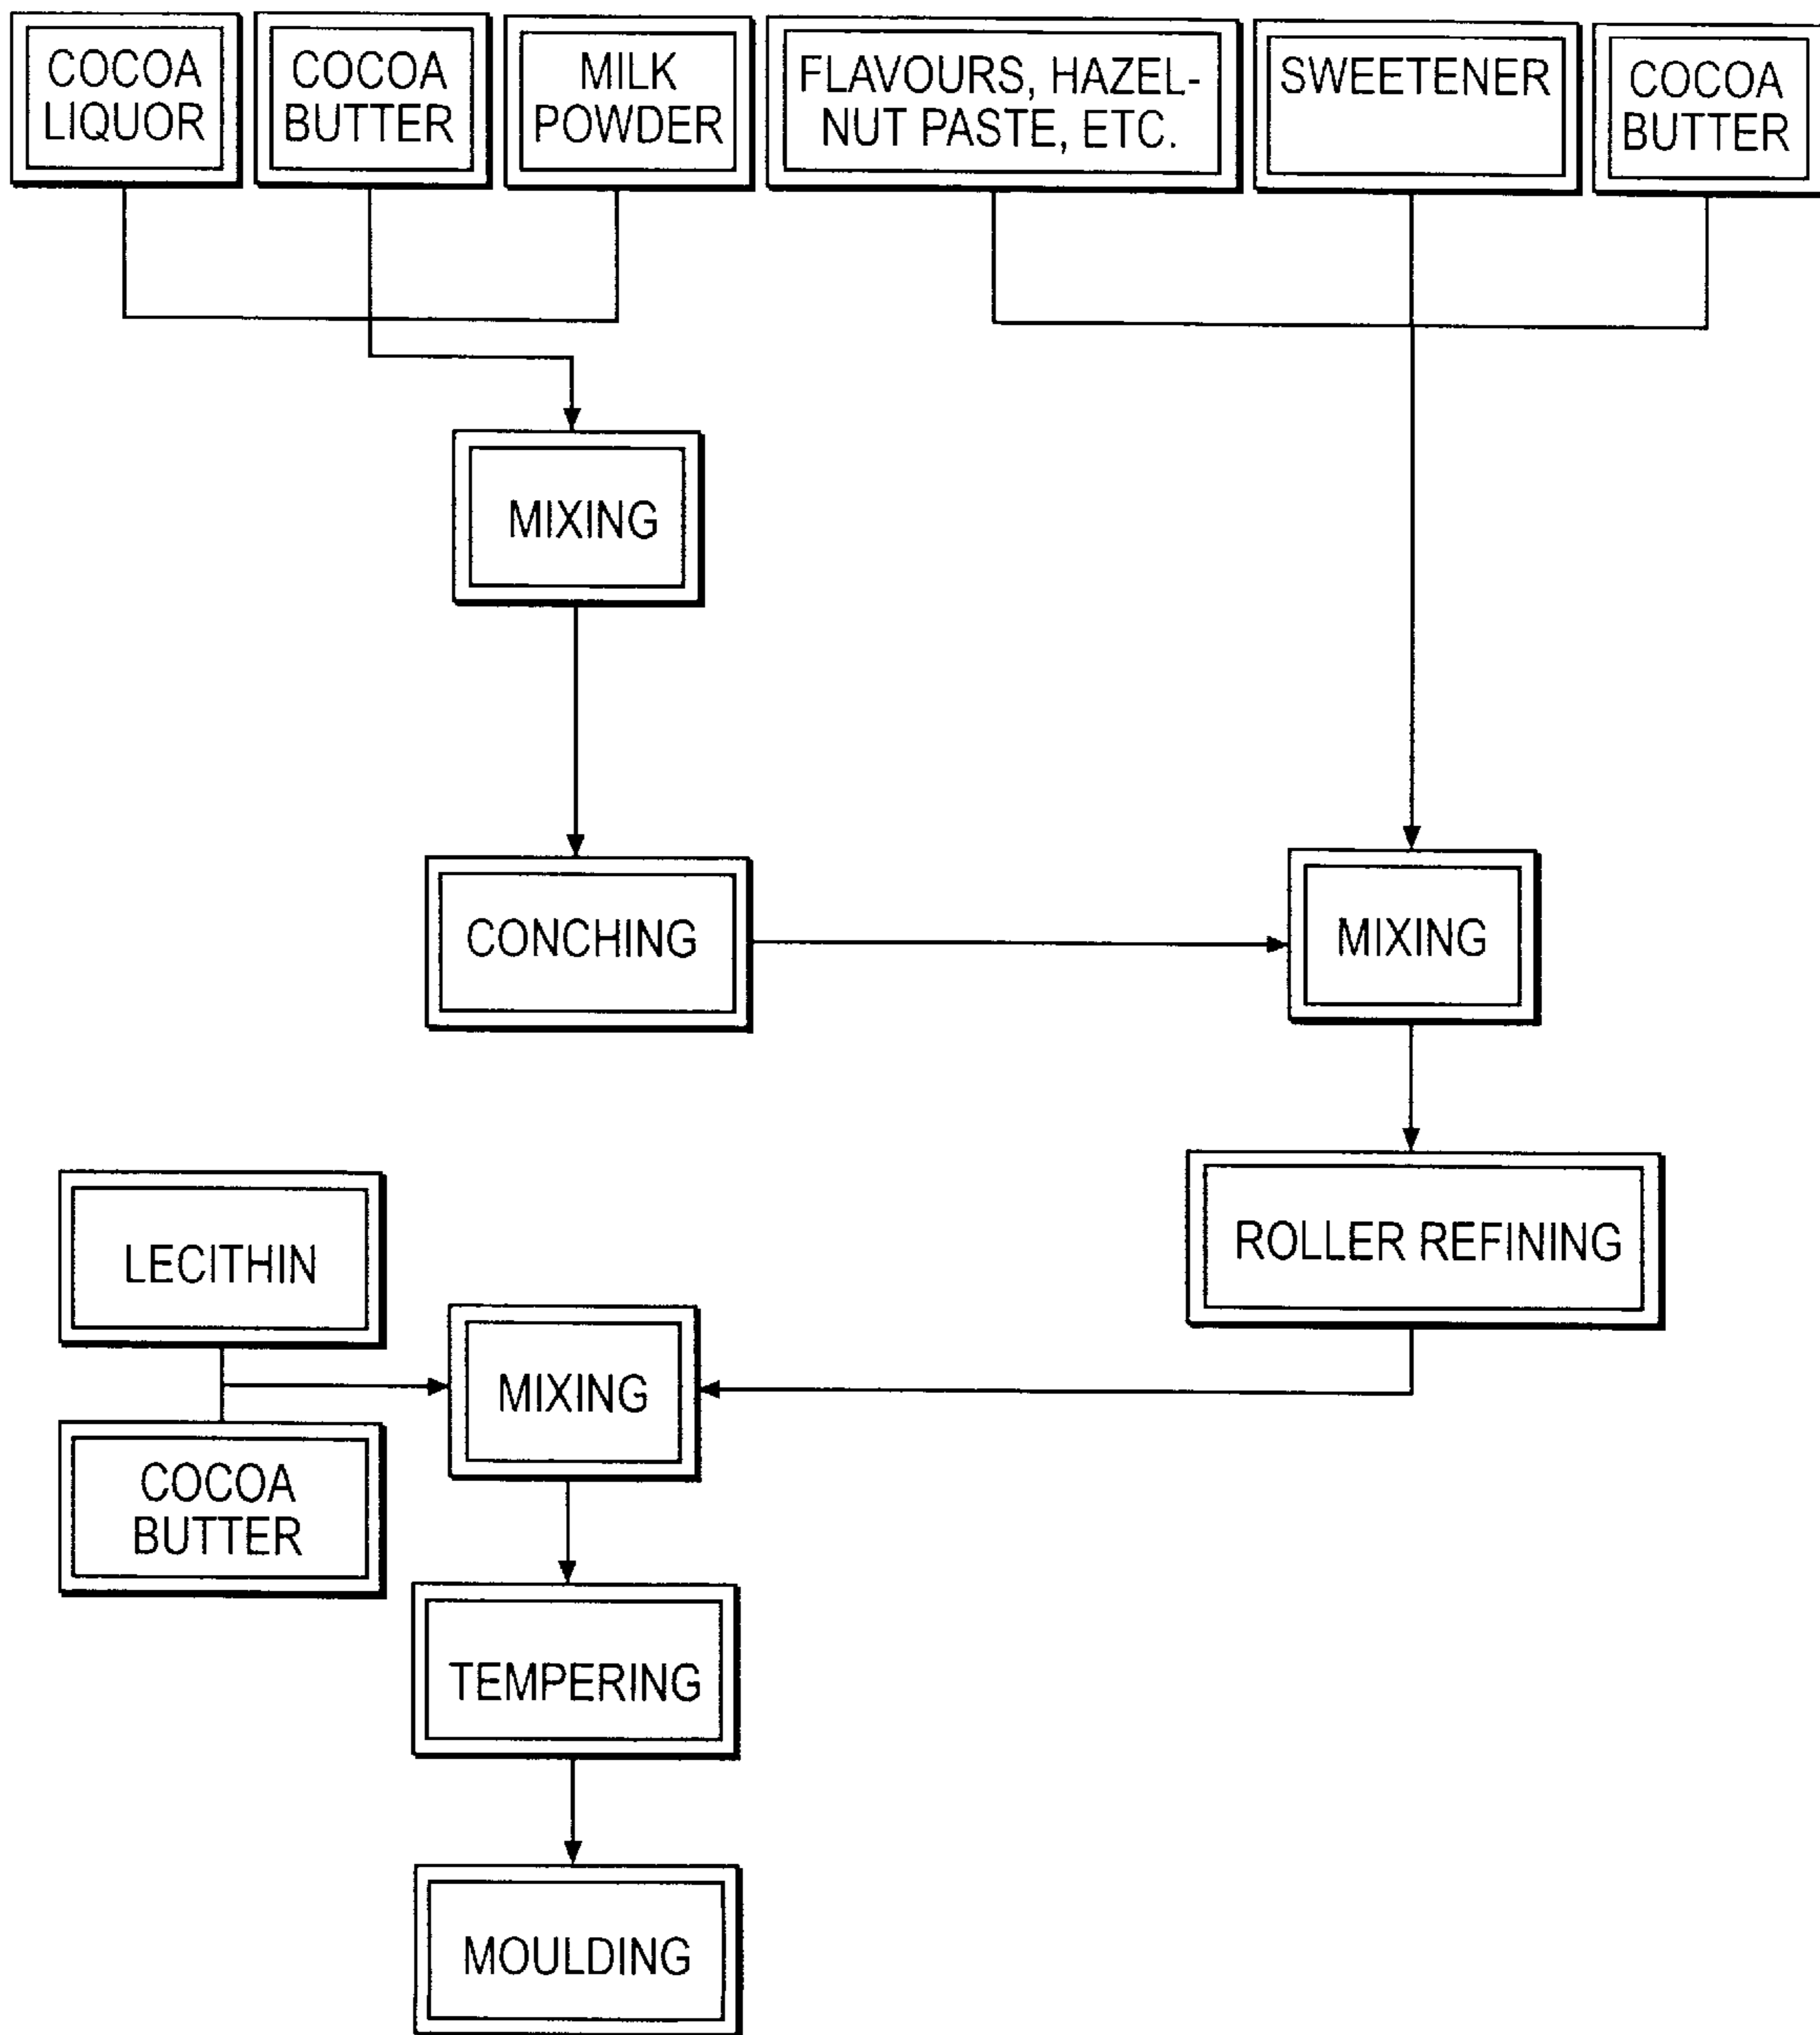 COCOA
LIQUOR
COCOA
BUTTER
MILK
POWDER
FLAVOURS, HAZEL-
NUT PASTE, ETC.
SWEETENER
COCOA
BUTTER
MIXING
CONCHING
MIXING
ROLLER REFINING
LECITHIN
MIXING
COCOA
BUTTER
TEMPERING
MOULDING